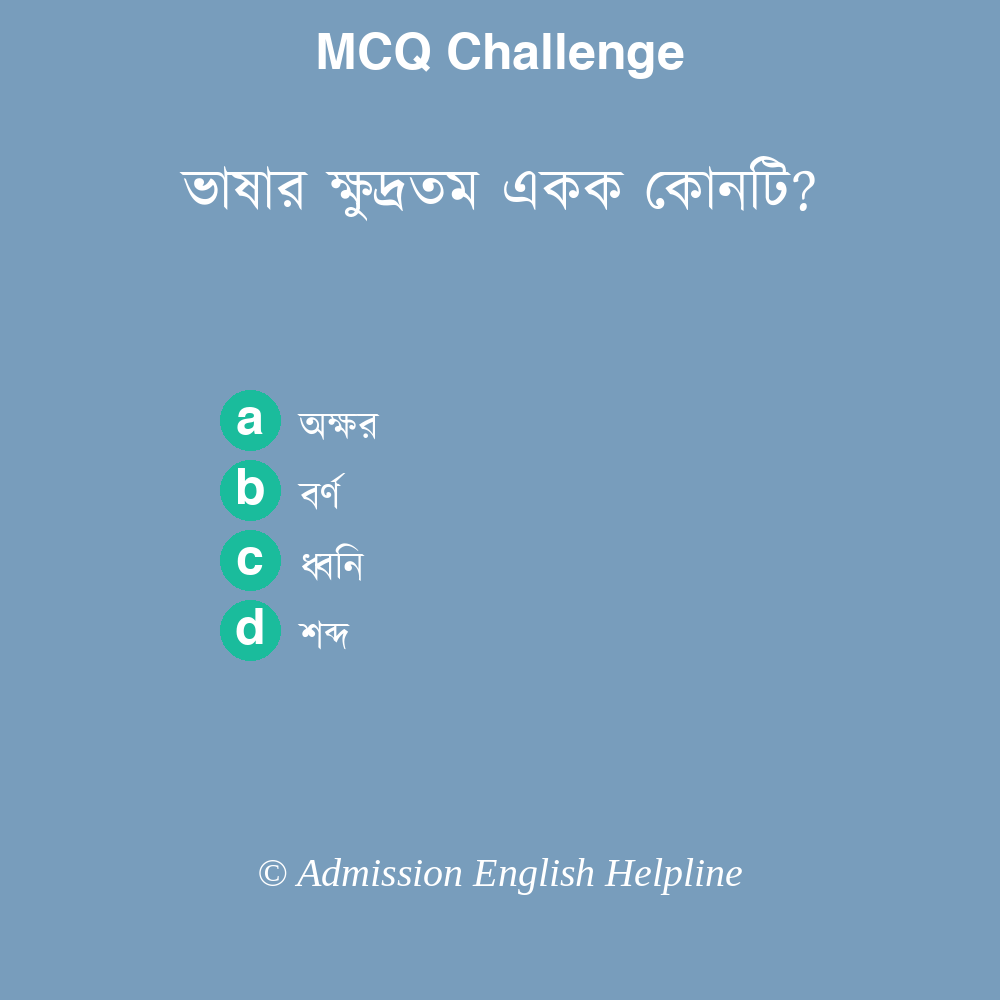 MCQ Challenge
ভাষার ক্ষুদ্রতম একক কোনটি?
a অক্ষর
b বর্ণ
c ধ্বনি
d শব্দ
© Admission English Helpline